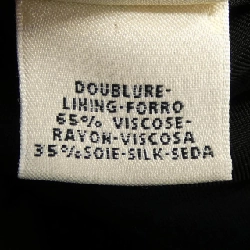 DOUBLURE-
LINING-FORRO
65% VISCOSE-
RAYON-VISCOSA
35%SOIE-SILK-SEDA